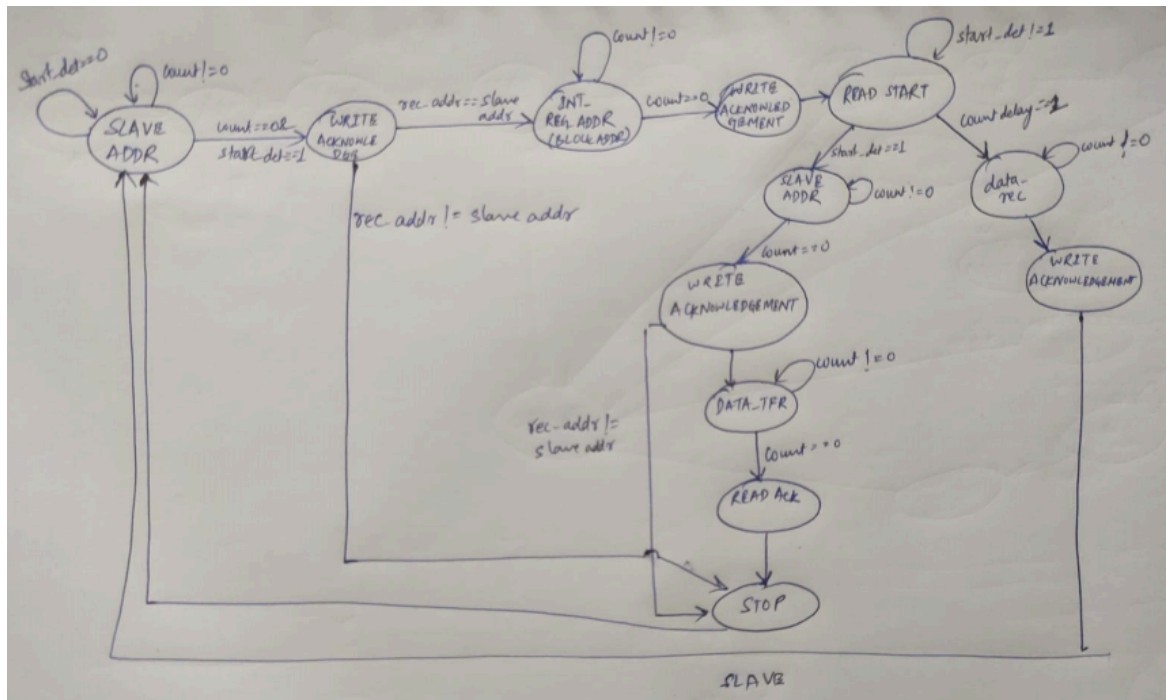 start_det==0
count!=0
SLAVE
ADDR
count==0&
start_det==1
WRITE
ACKNOWLE
DGE
rec_addr==slave
addr
rec_addr != slave addr
count!=0
INT_
REG_ADDR
(BLOCK ADDR)
count==0
WRITE
ACKNOWLED
GEMENT
start_det!=1
READ START
count delay==1
start_det==1
SLAVE
ADDR
count!=0
count!=0
data_
rec
count==0
WRITE
ACKNOWLEDGEMENT
WRITE
ACKNOWLEDGEMENT
count!=0
DATA_TFR
rec_addr!=
slave addr
count==0
READ Ack
STOP
SLAVE